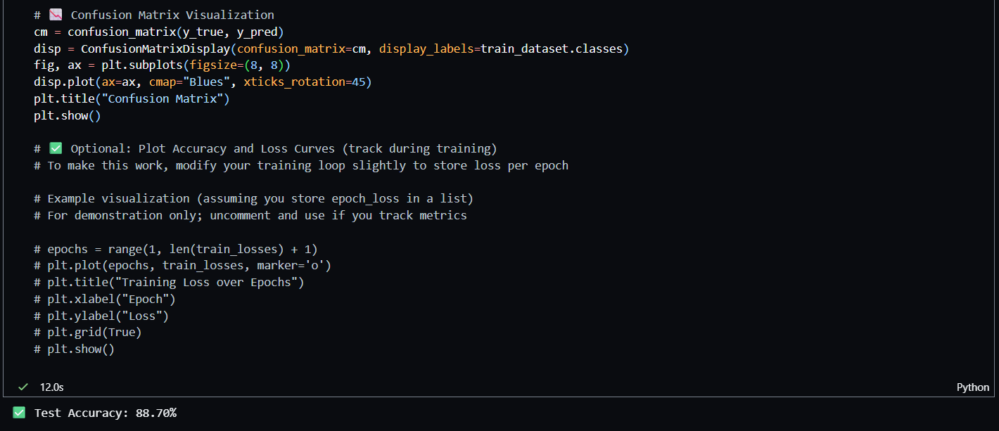 # 📉 Confusion Matrix Visualization
cm = confusion_matrix(y_true, y_pred)
disp = ConfusionMatrixDisplay(confusion_matrix=cm, display_labels=train_dataset.classes)
fig, ax = plt.subplots(figsize=(8, 8))
disp.plot(ax=ax, cmap="Blues", xticks_rotation=45)
plt.title("Confusion Matrix")
plt.show()
# ✅ Optional: Plot Accuracy and Loss Curves (track during training)
# To make this work, modify your training loop slightly to store loss per epoch
# Example visualization (assuming you store epoch_loss in a list)
# For demonstration only; uncomment and use if you track metrics
# epochs = range(1, len(train_losses) + 1)
# plt.plot(epochs, train_losses, marker='o')
# plt.title("Training Loss over Epochs")
# plt.xlabel("Epoch")
# plt.ylabel("Loss")
# plt.grid(True)
# plt.show()
✓ 12.0s Python
✅ Test Accuracy: 88.70%